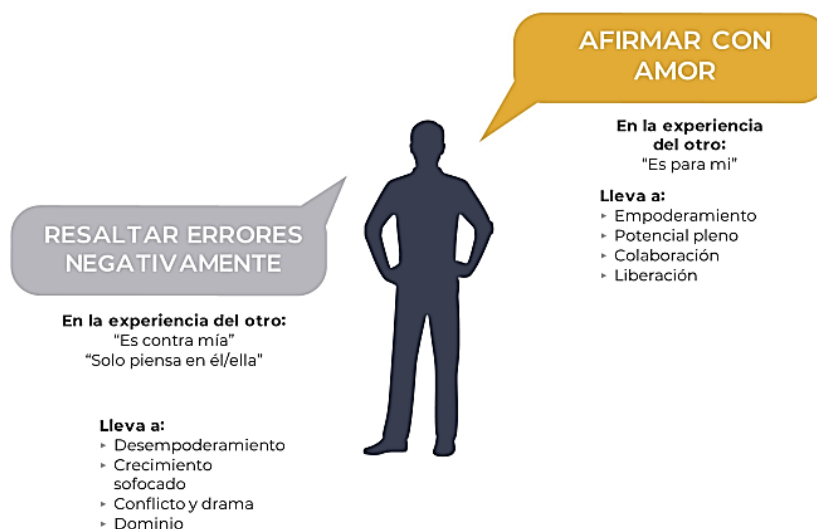 AFIRMAR CON
AMOR
En la experiencia
del otro:
"Es para mi"
Lleva a:
‣ Empoderamiento
‣ Potencial pleno
‣ Colaboración
‣ Liberación
RESALTAR ERRORES
NEGATIVAMENTE
En la experiencia del otro:
"Es contra mía”
“Solo piensa en él/ella"
Lleva a:
‣ Desempoderamiento
‣ Crecimiento
sofocado
‣ Conflicto y drama
‣ Dominio